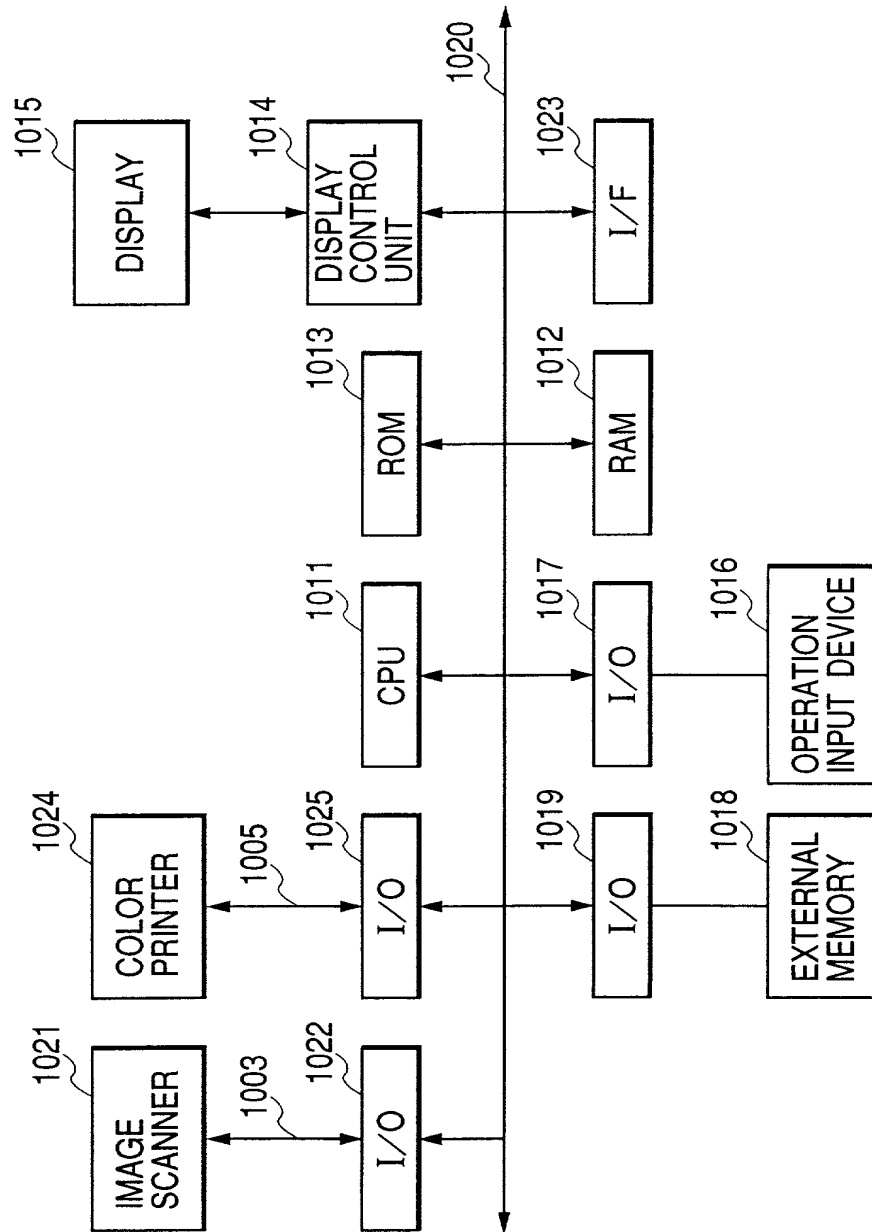 1021
IMAGE
SCANNER
1003
1022
I/O
1024
COLOR
PRINTER
1005
1025
I/O
1019
I/O
1018
EXTERNAL
MEMORY
1011
CPU
1017
I/O
1016
OPERATION
INPUT DEVICE
1013
ROM
1012
RAM
1015
DISPLAY
1014
DISPLAY
CONTROL
UNIT
1020
1023
I/F